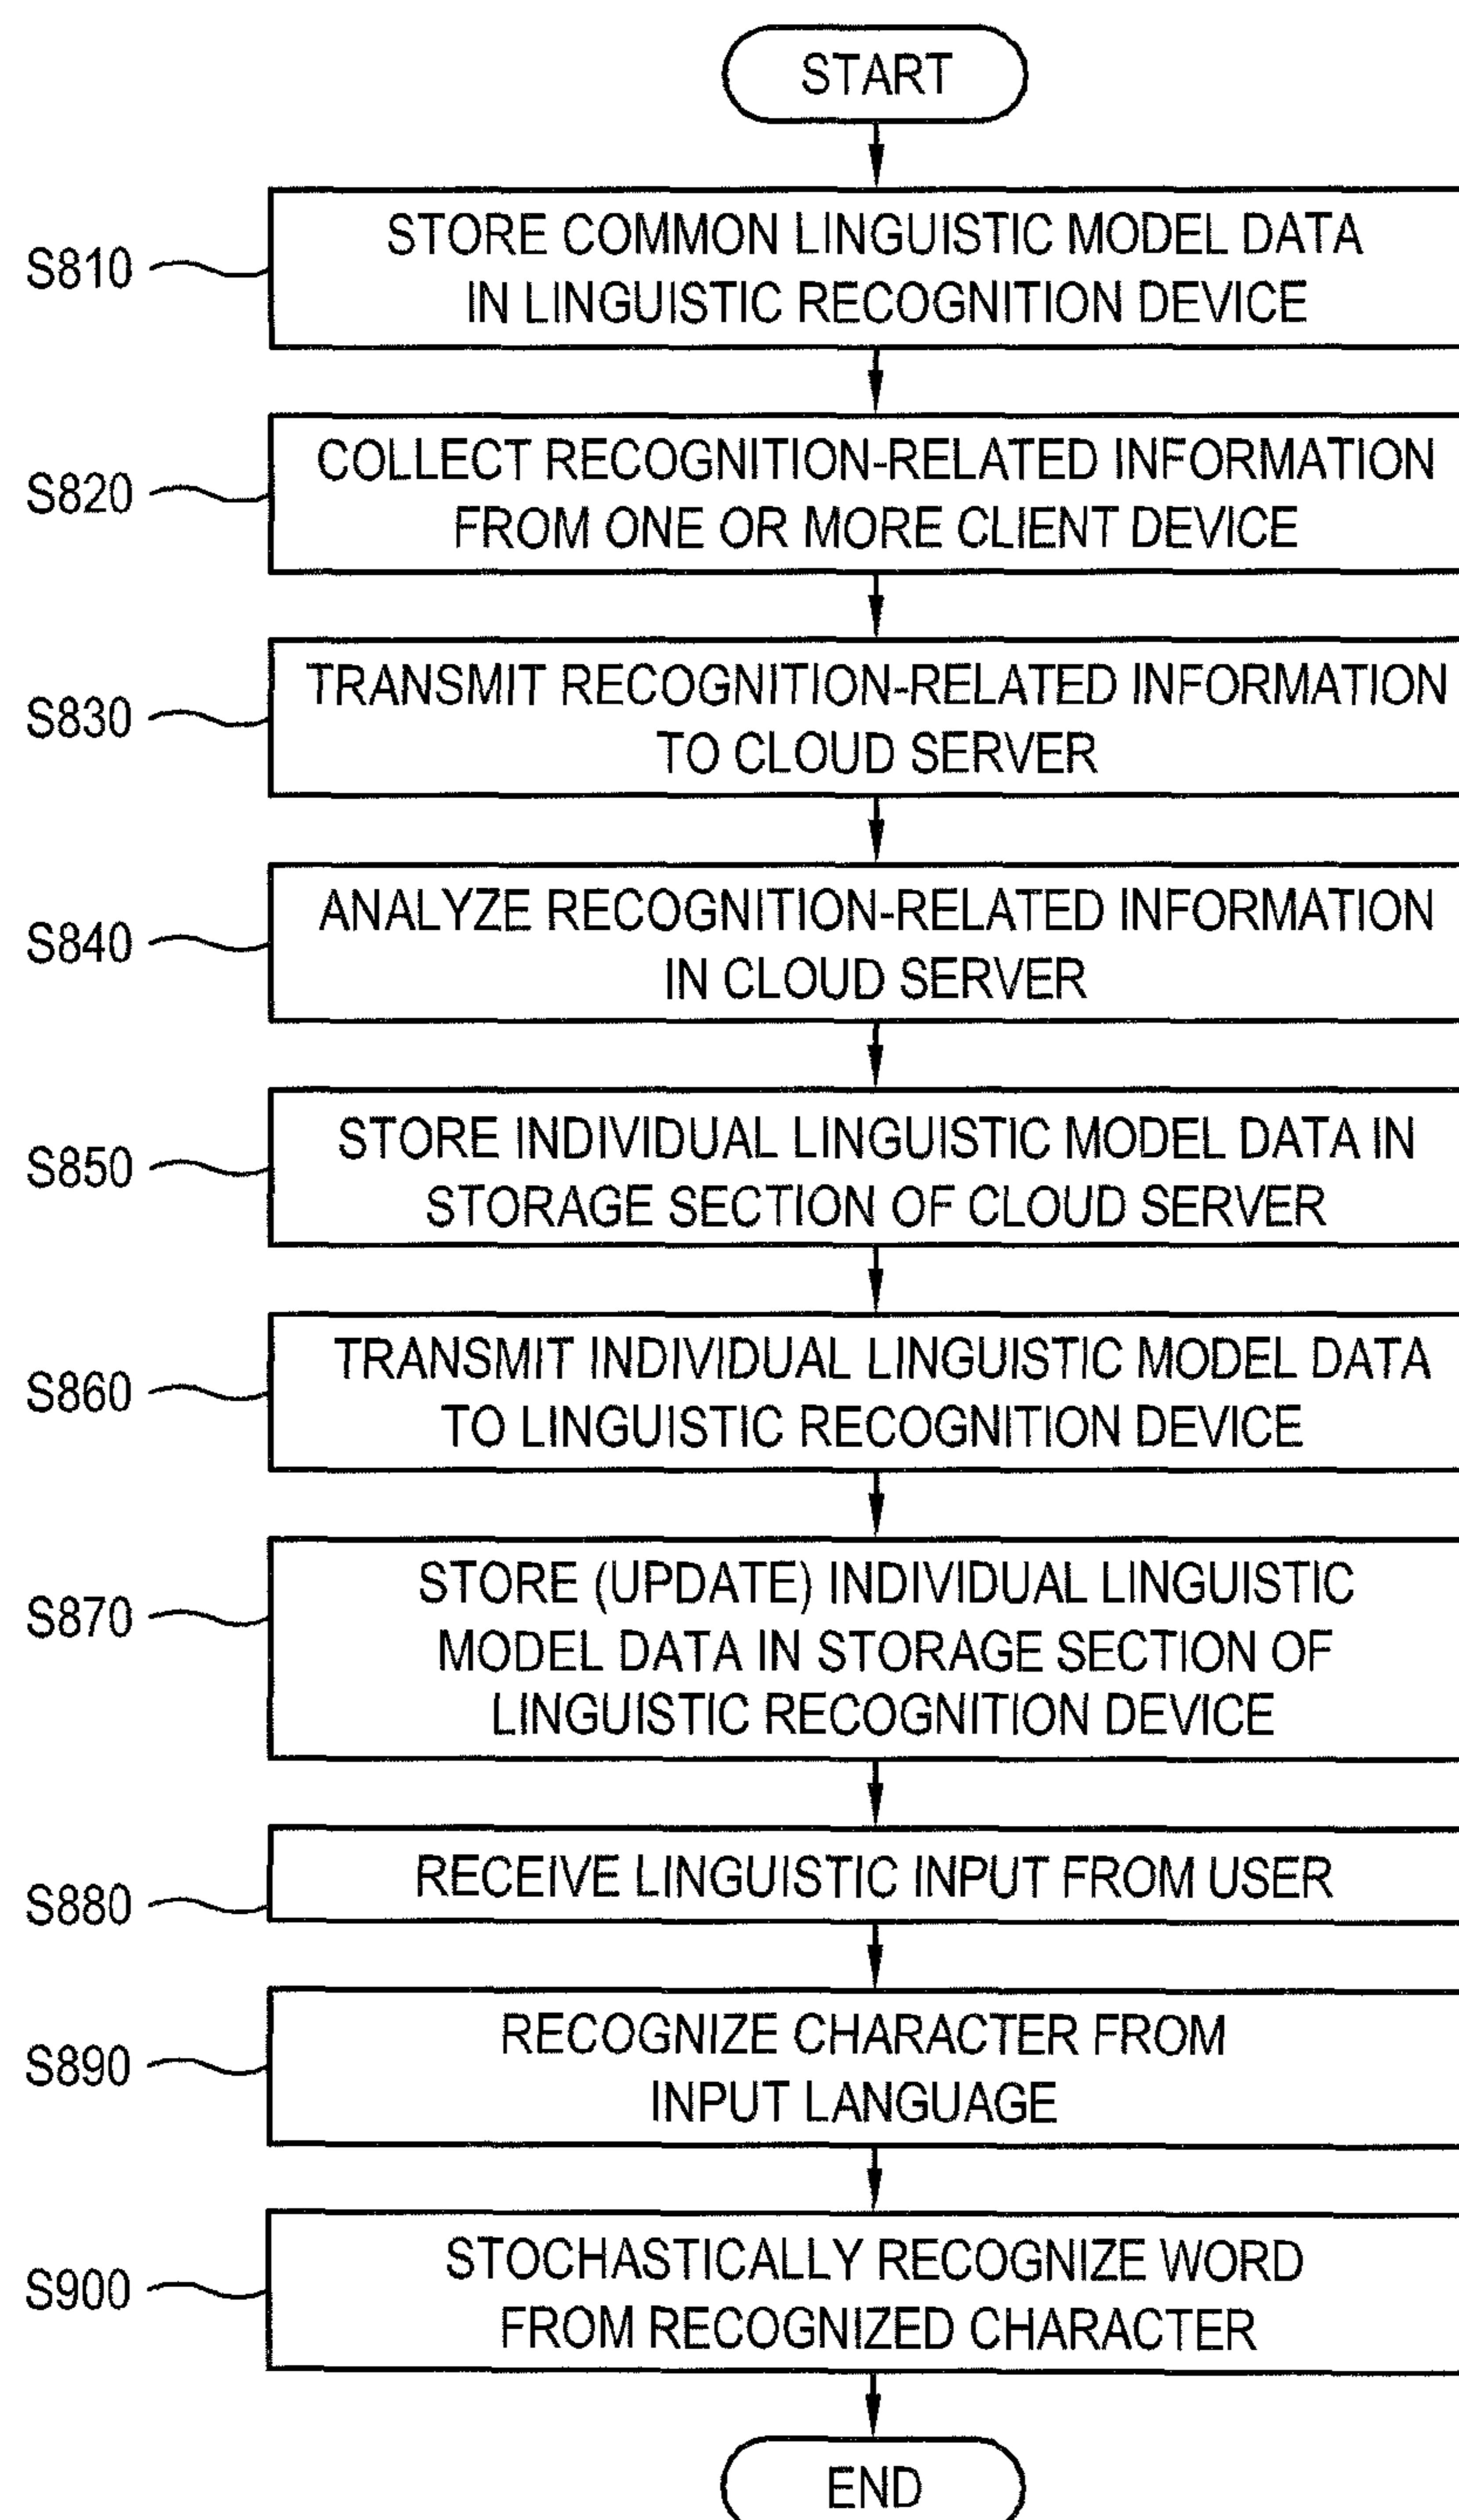 START
S810
STORE COMMON LINGUISTIC MODEL DATA
IN LINGUISTIC RECOGNITION DEVICE
S820
COLLECT RECOGNITION-RELATED INFORMATION
FROM ONE OR MORE CLIENT DEVICE
S830
TRANSMIT RECOGNITION-RELATED INFORMATION
TO CLOUD SERVER
S840
ANALYZE RECOGNITION-RELATED INFORMATION
IN CLOUD SERVER
S850
STORE INDIVIDUAL LINGUISTIC MODEL DATA IN
STORAGE SECTION OF CLOUD SERVER
S860
TRANSMIT INDIVIDUAL LINGUISTIC MODEL DATA
TO LINGUISTIC RECOGNITION DEVICE
S870
STORE (UPDATE) INDIVIDUAL LINGUISTIC
MODEL DATA IN STORAGE SECTION OF
LINGUISTIC RECOGNITION DEVICE
S880
RECEIVE LINGUISTIC INPUT FROM USER
S890
RECOGNIZE CHARACTER FROM
INPUT LANGUAGE
S900
STOCHASTICALLY RECOGNIZE WORD
FROM RECOGNIZED CHARACTER
END